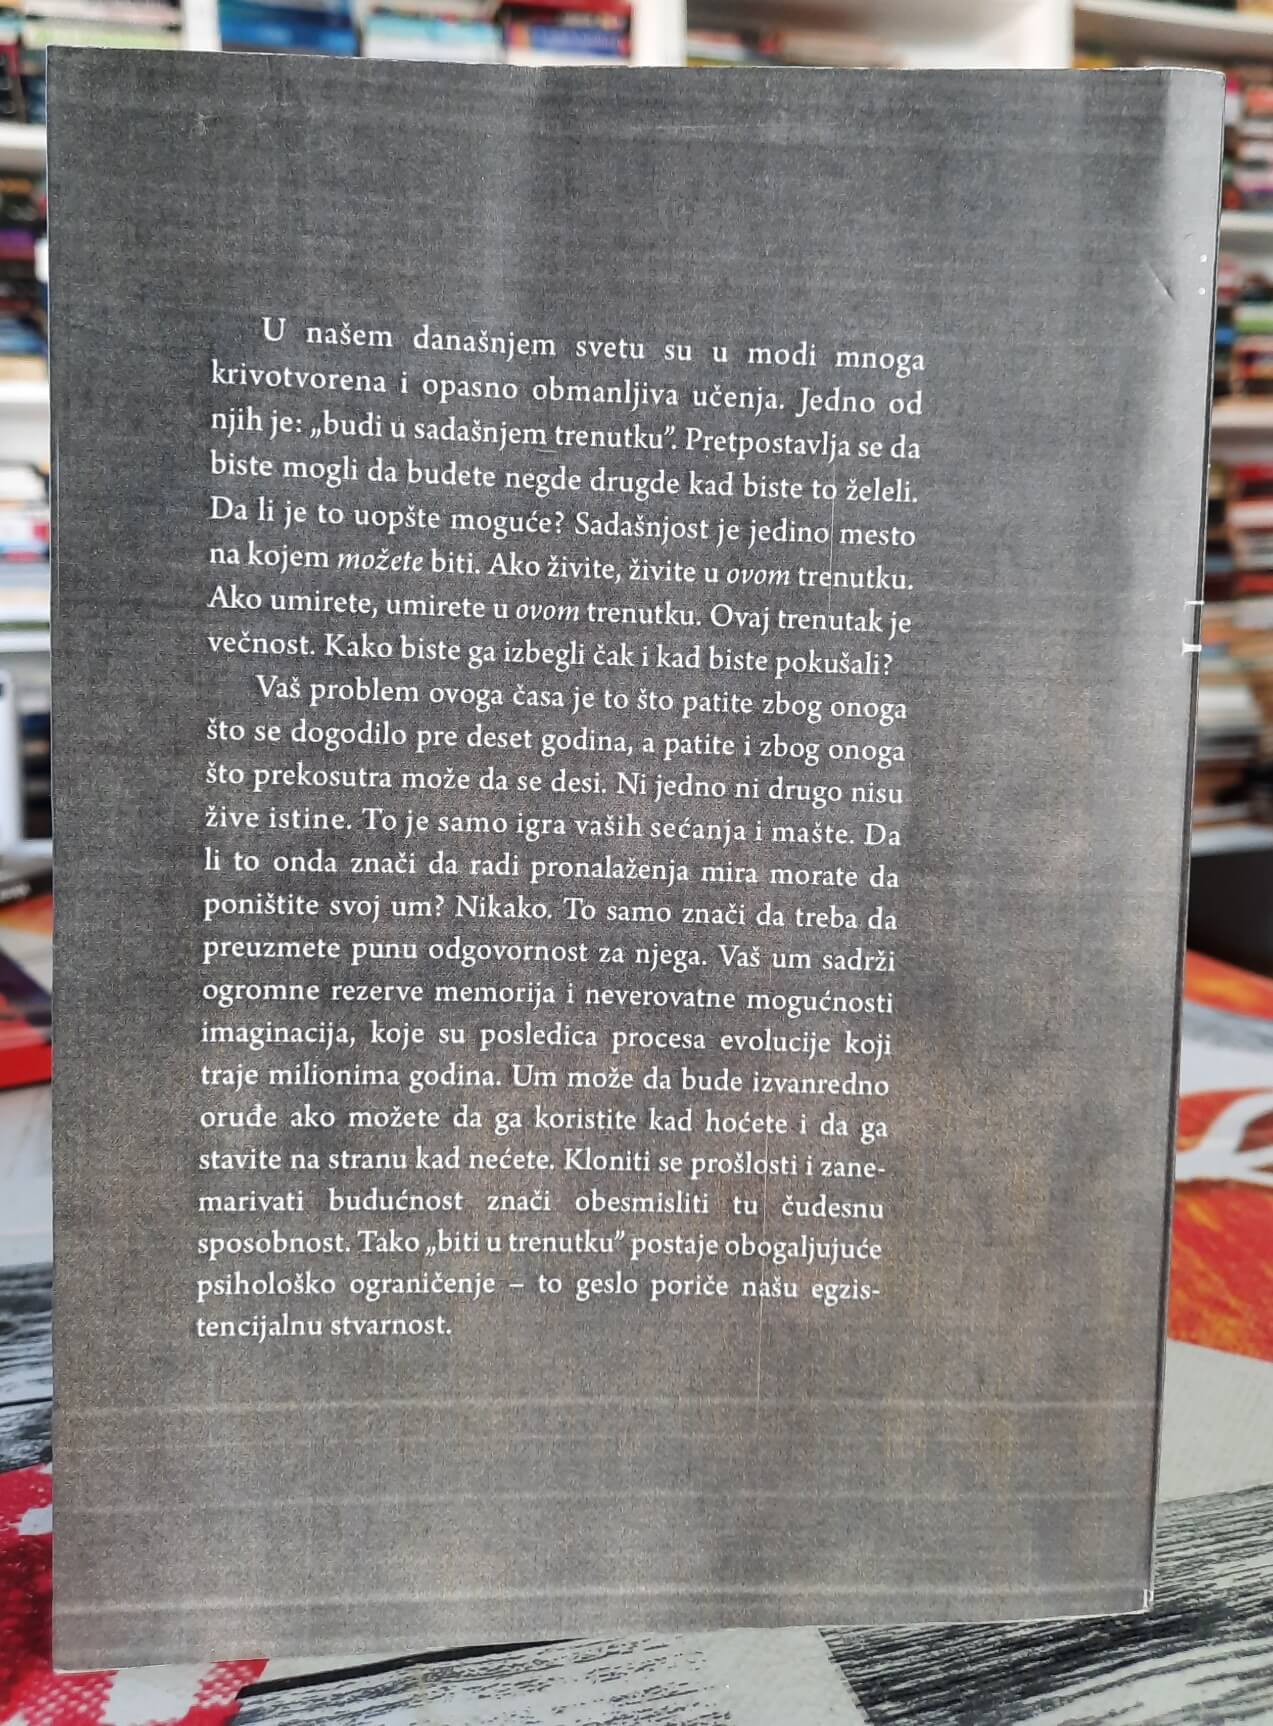 U našem današnjem svetu su u modi mnoga
krivotvorena i opasno obmanljiva učenja. Jedno od
njih je: „budi u sadašnjem trenutku”. Pretpostavlja se da
biste mogli da budete negde drugde kad biste to želeli.
Da li je to uopšte moguće? Sadašnjost je jedino mesto
na kojem možete biti. Ako živite, živite u ovom trenutku.
Ako umirete, umirete u ovom trenutku. Ovaj trenutak je
večnost. Kako biste ga izbegli čak i kad biste pokušali?
Vaš problem ovoga časa je to što patite zbog onoga
što se dogodilo pre deset godina, a patite i zbog onoga
što prekosutra može da se desi. Ni jedno ni drugo nisu
žive istine. To je samo igra vaših sećanja i mašte. Da
li to onda znači da radi pronalaženja mira morate da
poništite svoj um? Nikako. To samo znači da treba da
preuzmete punu odgovornost za njega. Vaš um sadrži
ogromne rezerve memorija i neverovatne mogućnosti
imaginacija, koje su posledica procesa evolucije koji
traje milionima godina. Um može da bude izvanredno
oruđe ako možete da ga koristite kad hoćete i da ga
stavite na stranu kad nećete. Kloniti se prošlosti i zane-
marivati budućnost znači obesmisliti tu čudesnu
sposobnost. Tako „biti u trenutku” postaje obogaljujuće
psihološko ograničenje – to geslo poriče našu egzis-
tencijalnu stvarnost.